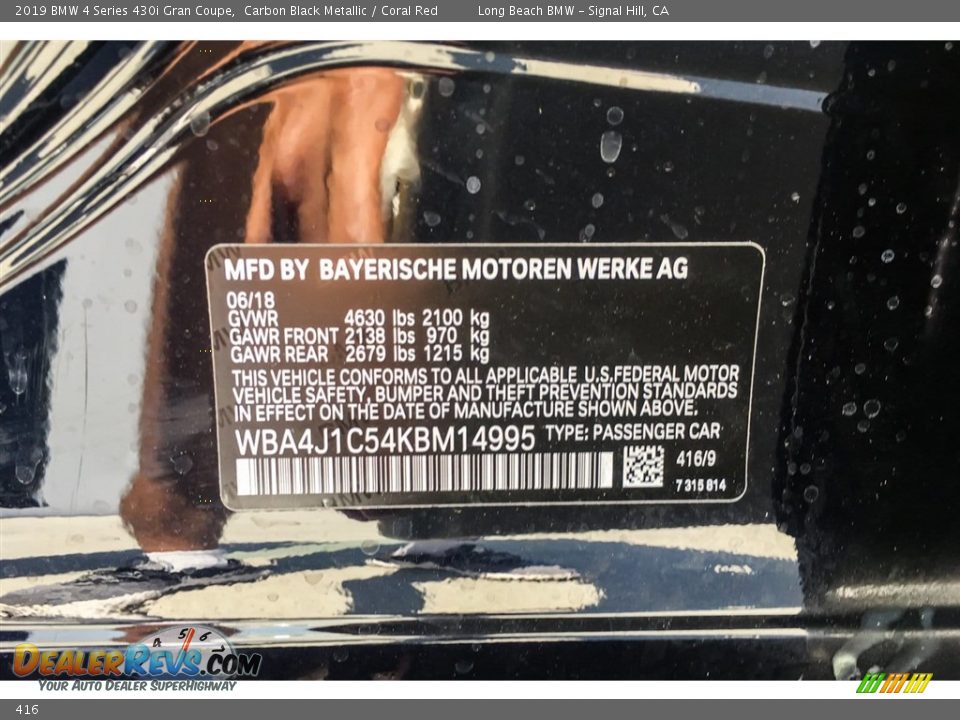 2019 BMW 4 Series 430i Gran Coupe, Carbon Black Metallic / Coral Red Long Beach BMW - Signal Hill, CA
MFD BY BAYERISCHE MOTOREN WERKE AG
06/18
GVWR 4630 lbs 2100 kg
GAWR FRONT 2138 lbs 970 kg
GAWR REAR 2679 lbs 1215 kg
THIS VEHICLE CONFORMS TO ALL APPLICABLE U.S.FEDERAL MOTOR
VEHICLE SAFETY, BUMPER AND THEFT PREVENTION STANDARDS
IN EFFECT ON THE DATE OF MANUFACTURE SHOWN ABOVE.
WBA4J1C54KBM14995 TYPE: PASSENGER CAR
416/9
7 315 814
4 5 6
DEALERREVS.COM
YOUR AUTO DEALER SUPERHIGHWAY
416